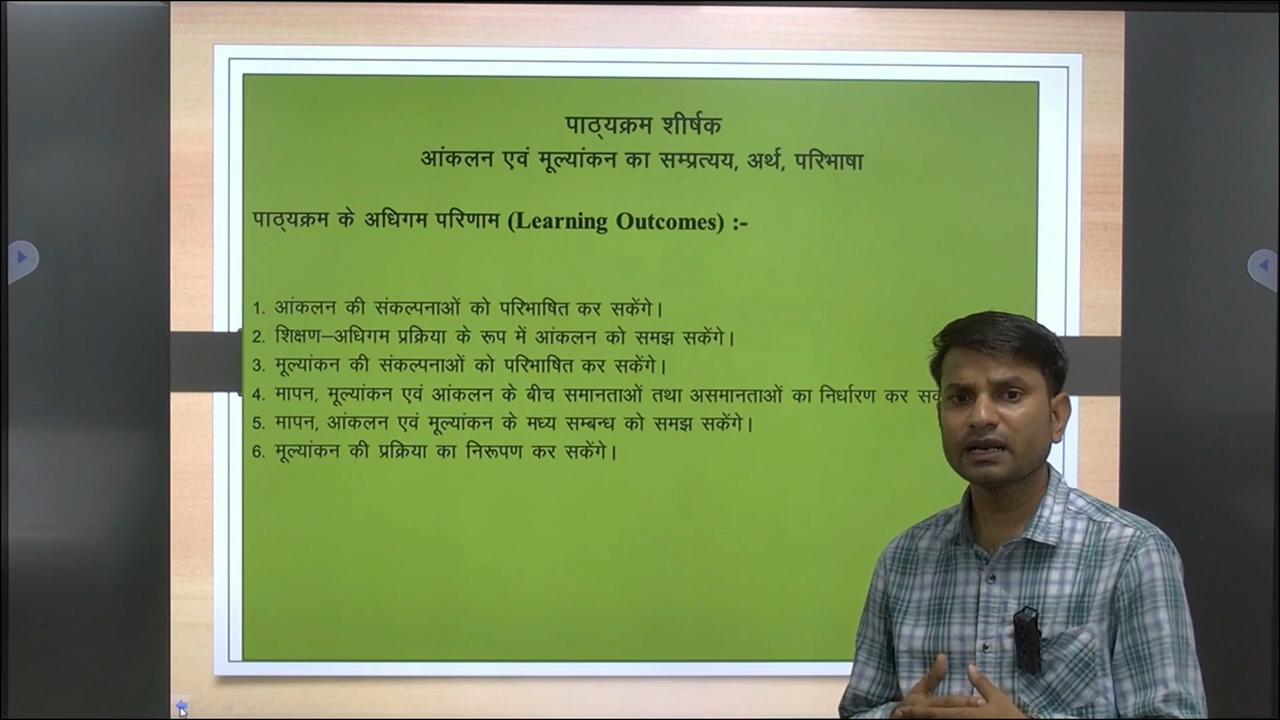 पाठ्यक्रम शीर्षक
आंकलन एवं मूल्यांकन का सम्प्रत्यय, अर्थ, परिभाषा
पाठ्यक्रम के अधिगम परिणाम (Learning Outcomes) :-
1. आंकलन की संकल्पनाओं को परिभाषित कर सकेंगे।
2. शिक्षण–अधिगम प्रक्रिया के रूप में आंकलन को समझ सकेंगे।
3. मूल्यांकन की संकल्पनाओं को परिभाषित कर सकेंगे।
4. मापन, मूल्यांकन एवं आंकलन के बीच समानताओं तथा असमानताओं का निर्धारण कर
5. मापन, आंकलन एवं मूल्यांकन के मध्य सम्बन्ध को समझ सकेंगे।
6. मूल्यांकन की प्रक्रिया का निरूपण कर सकेंगे।